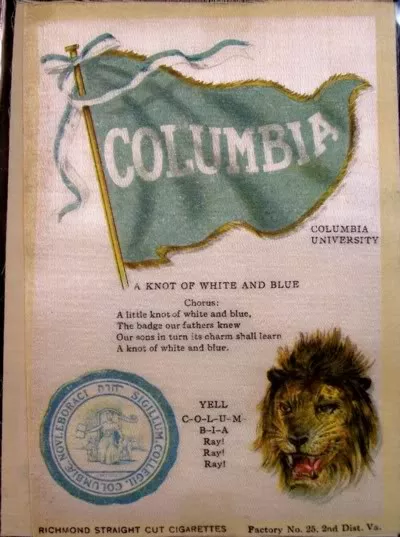 COLUMBIA
COLUMBIA
UNIVERSITY
A KNOT OF WHITE AND BLUE
Chorus:
A little knot of white and blue,
The badge our fathers knew
Our sons in turn its charm shall learn
A knot of white and blue.
SIGILLUM COLLEGII COLUMBIÆ NOVI EBORACI
יהוה
YELL
C-O-L-U-M-
B-I-A
Ray!
Ray!
Ray!
RICHMOND STRAIGHT CUT CIGARETTES
Factory No. 25, 2nd Dist. Va.